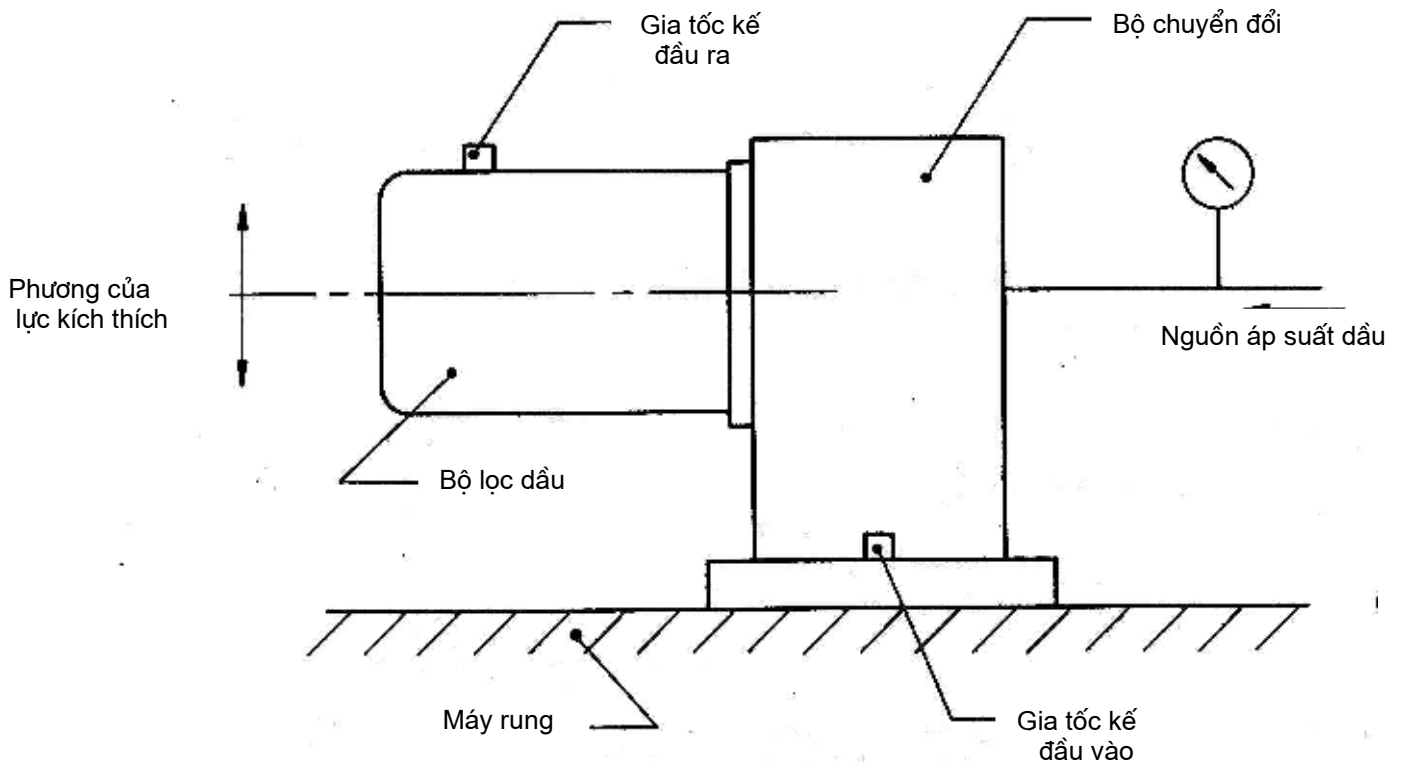 Gia tốc kế
đầu ra
Bộ chuyển đổi
Phương của
lực kích thích
Nguồn áp suất dầu
Bộ lọc dầu
Máy rung
Gia tốc kế
đầu vào